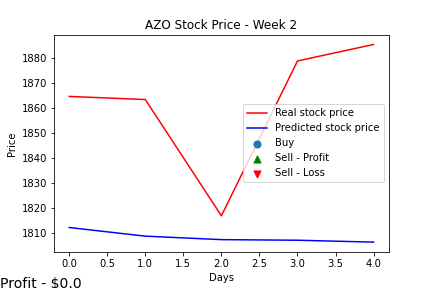 AZO Stock Price - Week 2
Price
1880
1870
1860
1850
1840
1830
1820
1810
Real stock price
Predicted stock price
Buy
Sell - Profit
Sell - Loss
0.0 0.5 1.0 1.5 2.0 2.5 3.0 3.5 4.0
Days
Profit - $0.0